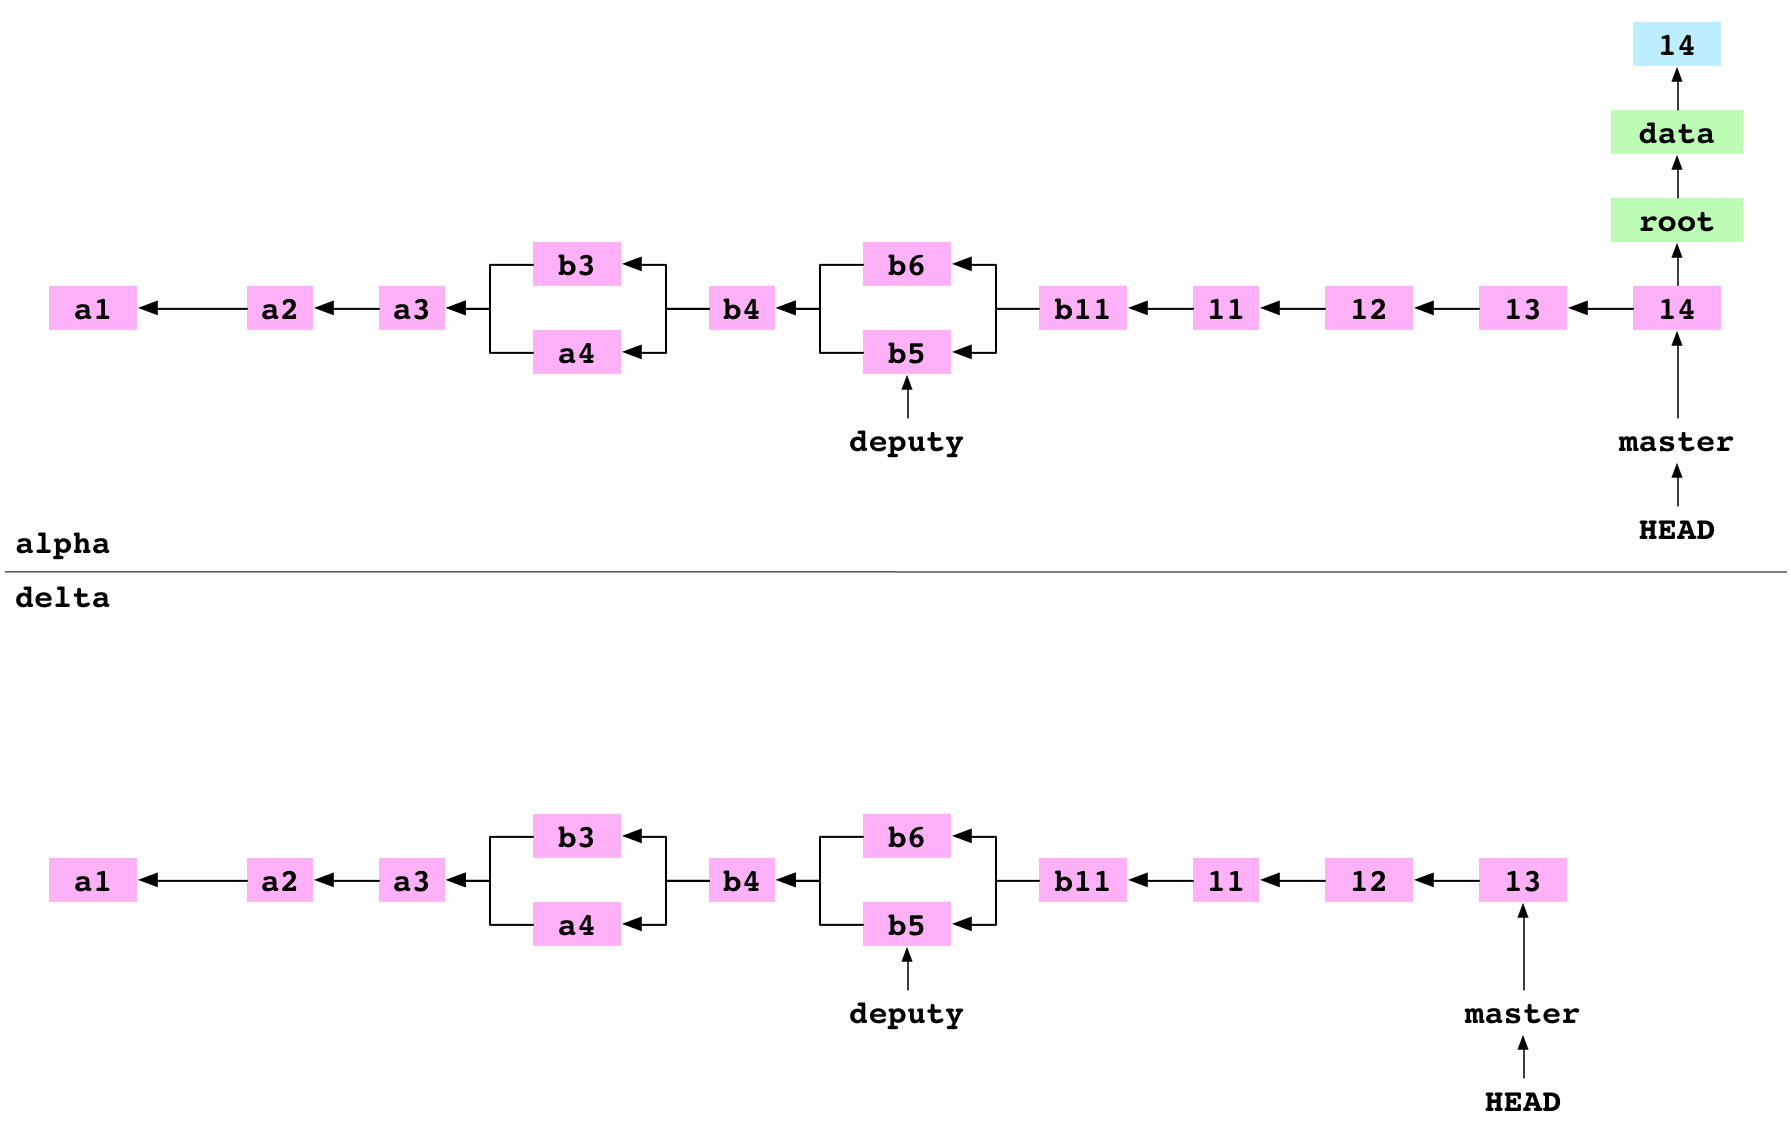 14
data
root
b3 b6
a1 a2 a3 b4 b11 11 12 13 14
a4 b5
deputy master
HEAD
alpha
delta
b3 b6
a1 a2 a3 b4 b11 11 12 13
a4 b5
deputy master
HEAD